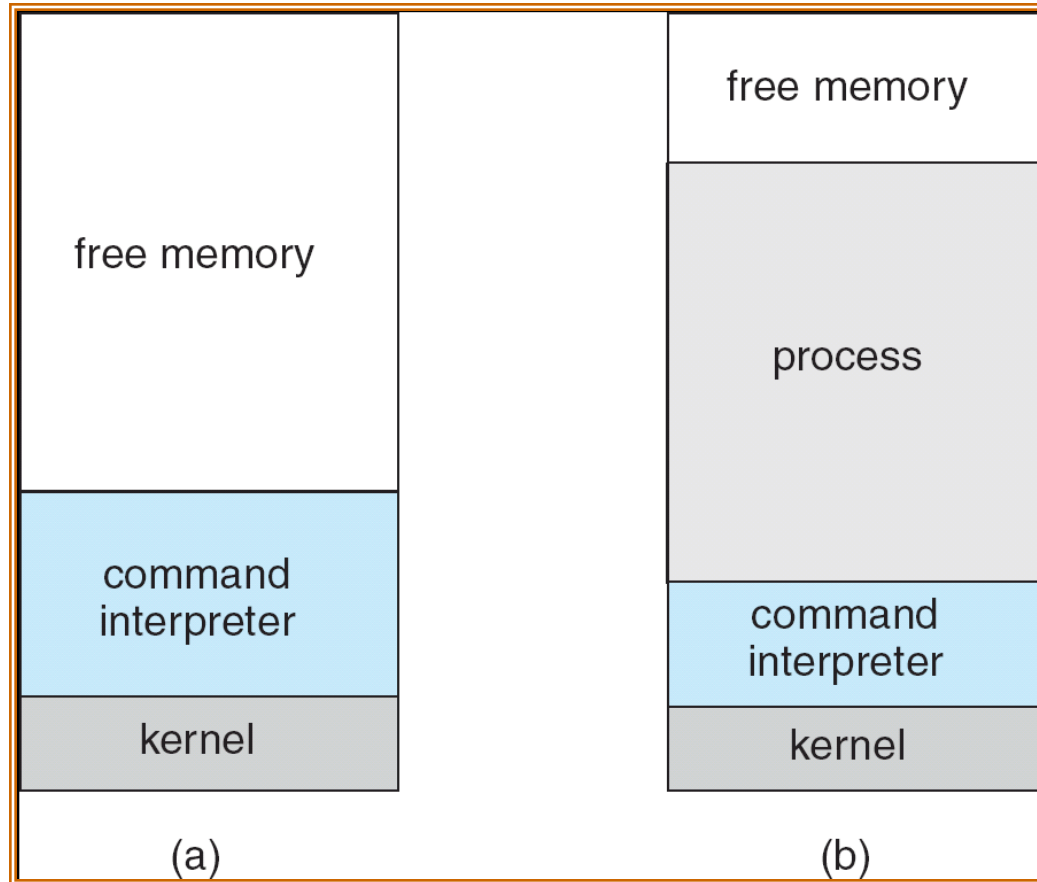 free memory
command
interpreter
kernel
(a)
free memory
process
command
interpreter
kernel
(b)